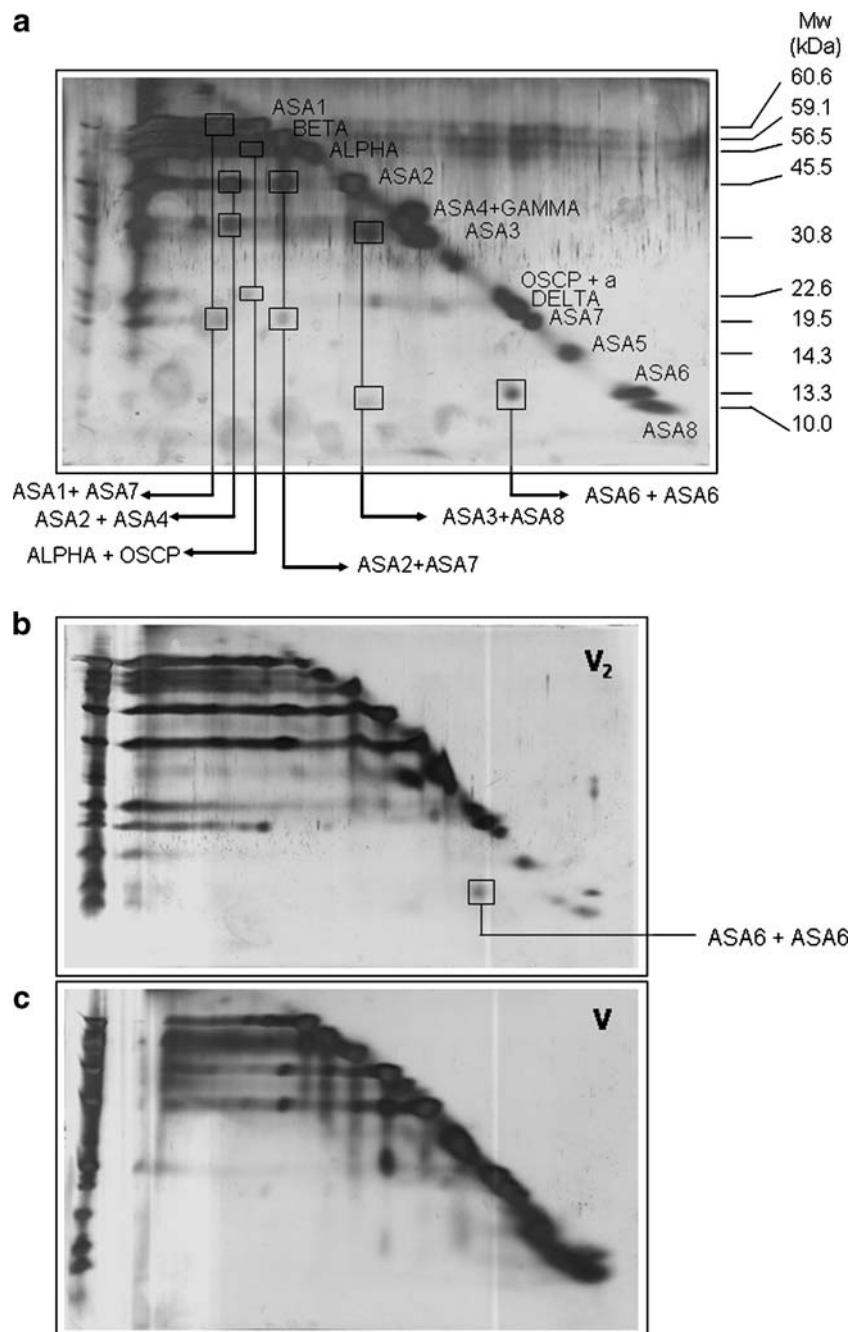 a
Mw
(kDa)
60.6
59.1
56.5
45.5
30.8
22.6
19.5
14.3
13.3
10.0
ASA1
BETA
ALPHA
ASA2
ASA4+GAMMA
ASA3
OSCP + a
DELTA
ASA7
ASA5
ASA6
ASA8
ASA1+ ASA7
ASA2 + ASA4
ALPHA + OSCP
ASA2+ASA7
ASA3+ASA8
ASA6 + ASA6
b
V₂
ASA6 + ASA6
c
V